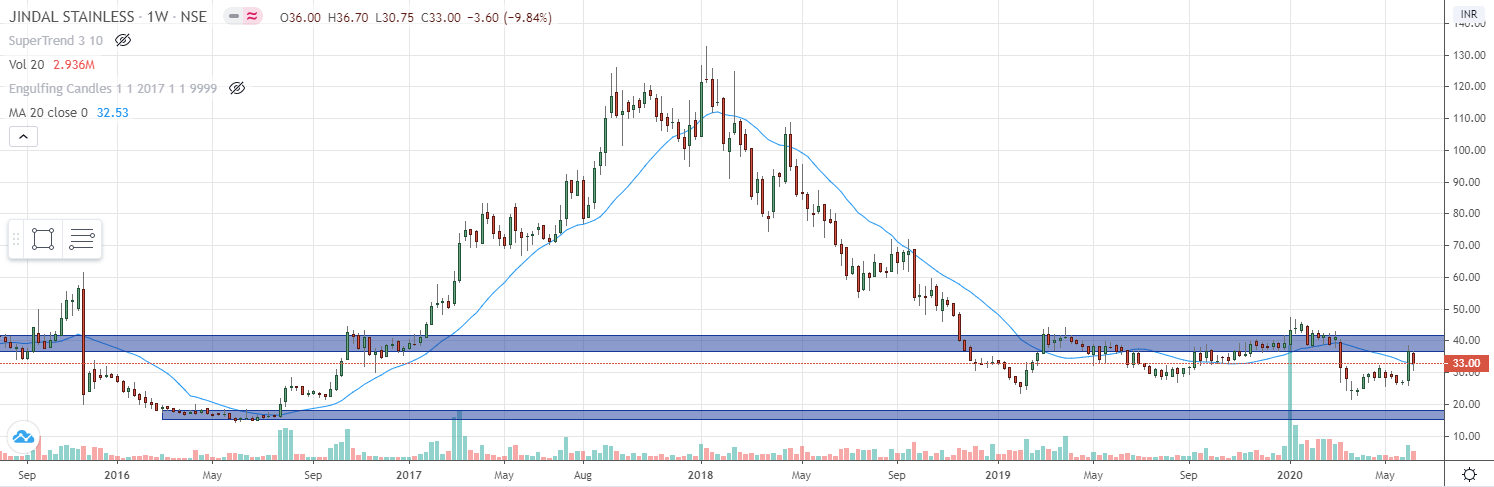 JINDAL STAINLESS · 1W · NSE O36.00 H36.70 L30.75 C33.00 −3.60 (−9.84%)
SuperTrend 3 10
Vol 20 2.936M
Engulfing Candles 1 1 2017 1 1 9999
MA 20 close 0 32.53
INR
140.00
130.00
120.00
110.00
100.00
90.00
80.00
70.00
60.00
50.00
40.00
33.00
30.00
20.00
10.00
Sep 2016 May Sep 2017 May Aug 2018 May Sep 2019 May Sep 2020 May